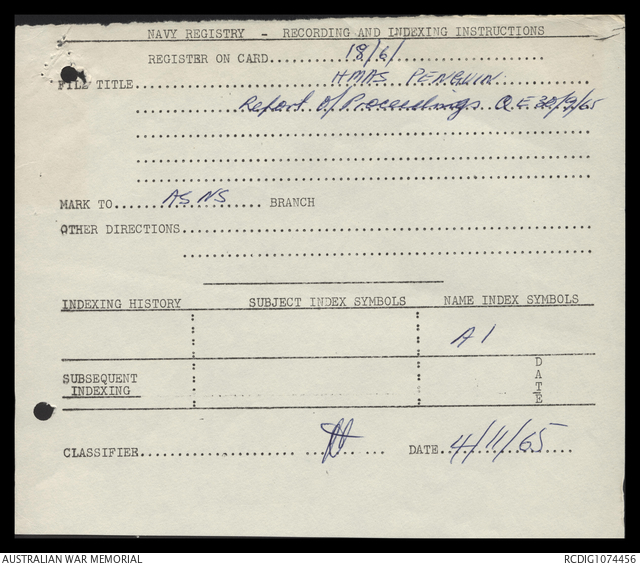 NAVY REGISTRY - RECORDING AND INDEXING INSTRUCTIONS
REGISTER ON CARD..........18/6/..................
FILE TITLE............HMAS PENGUIN............
Report of Proceedings Q.E 30/9/65
MARK TO......AS NS...... BRANCH
OTHER DIRECTIONS
INDEXING HISTORY SUBJECT INDEX SYMBOLS NAME INDEX SYMBOLS
A1
SUBSEQUENT INDEXING
DATE
CLASSIFIER.................... DATE 4/11/65
AUSTRALIAN WAR MEMORIAL RCDIG1074456